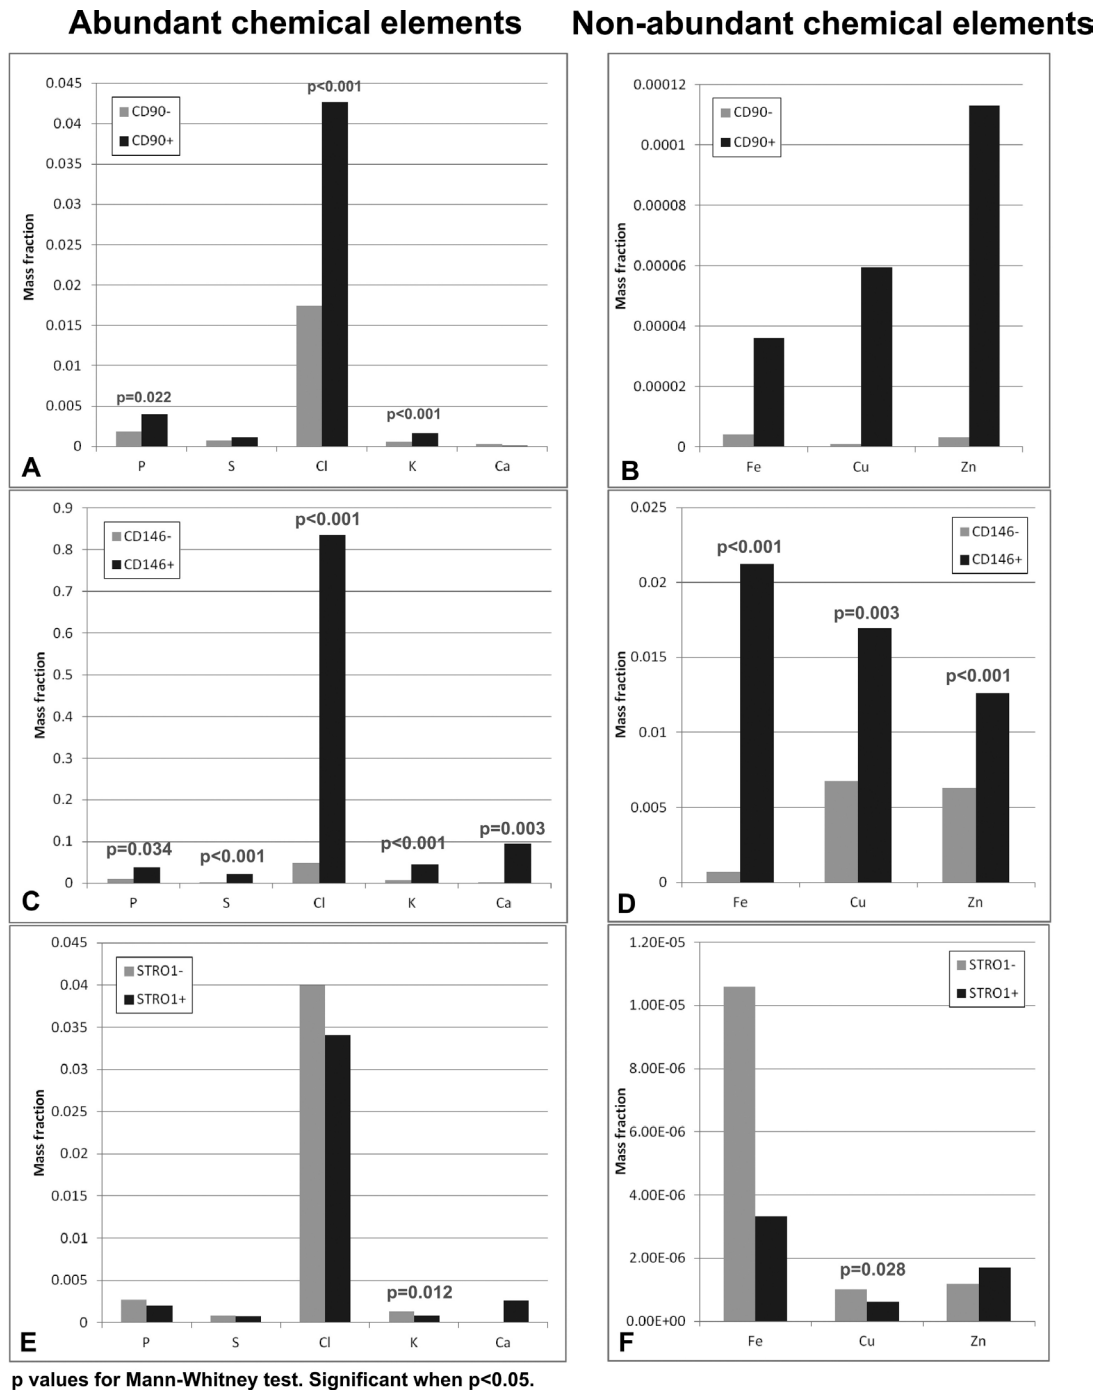 Abundant chemical elements
Non-abundant chemical elements
0.045
0.04
0.035
0.03
0.025
0.02
0.015
0.01
0.005
0
Mass fraction
CD90-
CD90+
p=0.022
p<0.001
p<0.001
P S Cl K Ca
A
0.00012
0.0001
0.00008
0.00006
0.00004
0.00002
0
Mass fraction
CD90-
CD90+
Fe Cu Zn
B
0.9
0.8
0.7
0.6
0.5
0.4
0.3
0.2
0.1
0
Mass fraction
CD146-
CD146+
p=0.034
p<0.001
p<0.001
p<0.001
p=0.003
P S Cl K Ca
C
0.025
0.02
0.015
0.01
0.005
0
Mass fraction
CD146-
CD146+
p<0.001
p=0.003
p<0.001
Fe Cu Zn
D
0.045
0.04
0.035
0.03
0.025
0.02
0.015
0.01
0.005
0
Mass fraction
STRO1-
STRO1+
p=0.012
P S Cl K Ca
E
1.20E-05
1.00E-05
8.00E-06
6.00E-06
4.00E-06
2.00E-06
0.00E+00
Mass fraction
STRO1-
STRO1+
p=0.028
Fe Cu Zn
F
p values for Mann-Whitney test. Significant when p<0.05.